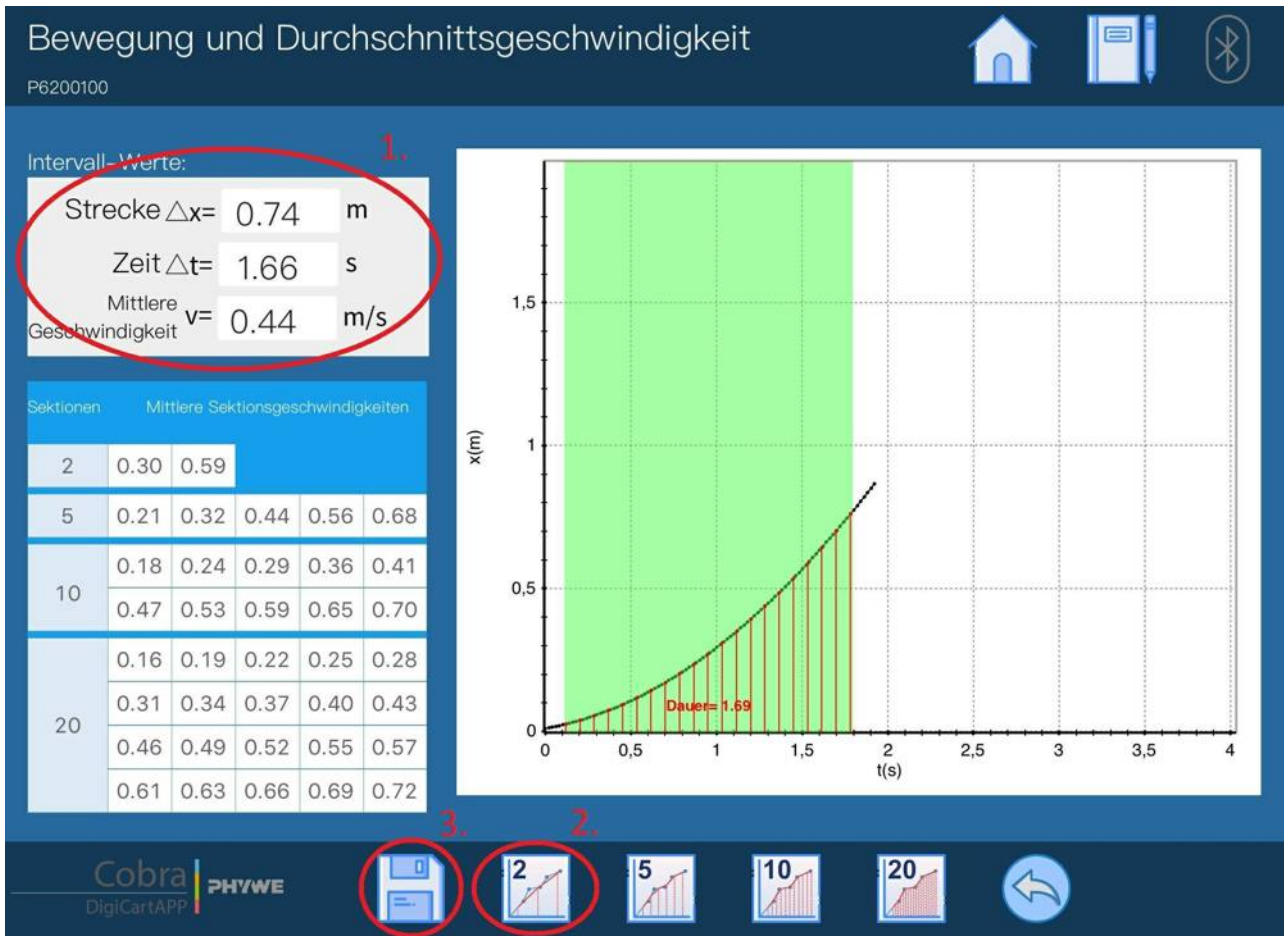 Bewegung und Durchschnittsgeschwindigkeit
P6200100
1.
Intervall-Werte:
Strecke △x= 0.74 m
Zeit △t= 1.66 s
Mittlere Geschwindigkeit v= 0.44 m/s
Sektionen Mittlere Sektionsgeschwindigkeiten
2 0.30 0.59
5 0.21 0.32 0.44 0.56 0.68
10
0.18 0.24 0.29 0.36 0.41
0.47 0.53 0.59 0.65 0.70
20
0.16 0.19 0.22 0.25 0.28
0.31 0.34 0.37 0.40 0.43
0.46 0.49 0.52 0.55 0.57
0.61 0.63 0.66 0.69 0.72
x(m)
1,5
1
0,5
0
Dauer= 1.69
0 0,5 1 1,5 2 2,5 3 3,5 4
t(s)
3. 2.
Cobra PHYWE
DigiCartAPP
2 5 10 20